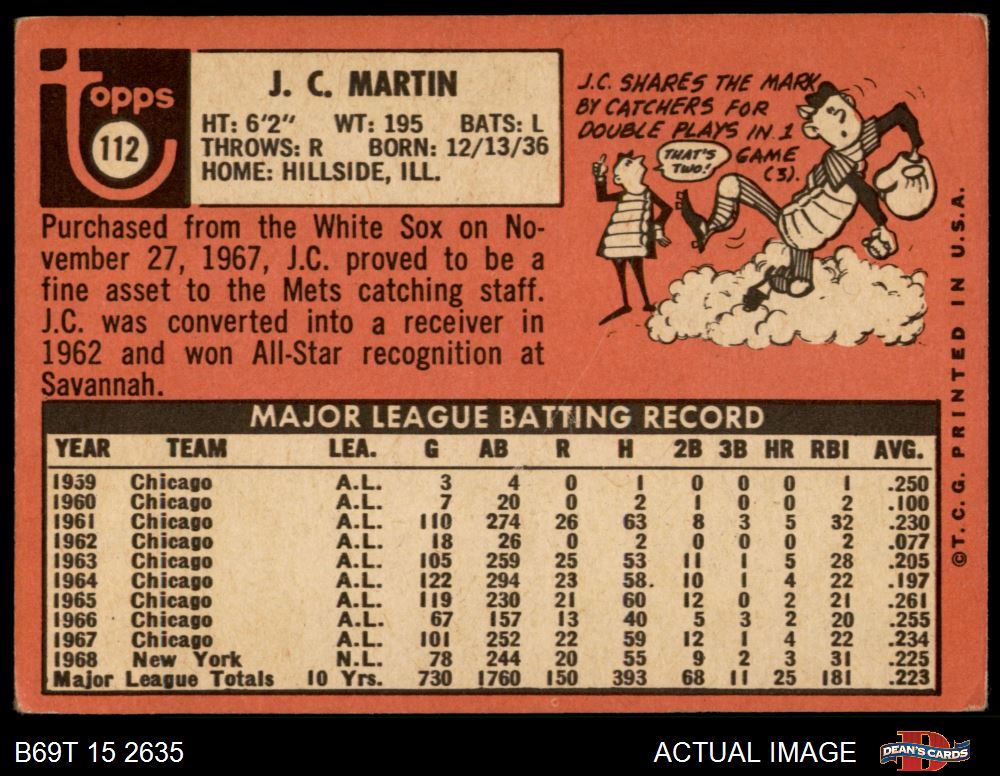 Topps
112
J. C. MARTIN
HT: 6'2" WT: 195 BATS: L
THROWS: R BORN: 12/13/36
HOME: HILLSIDE, ILL.
J.C. SHARES THE MARK
BY CATCHERS FOR
DOUBLE PLAYS IN 1
GAME
(3).
THAT'S
TWO!
Purchased from the White Sox on No-
vember 27, 1967, J.C. proved to be a
fine asset to the Mets catching staff.
J.C. was converted into a receiver in
1962 and won All-Star recognition at
Savannah.
MAJOR LEAGUE BATTING RECORD
YEAR TEAM LEA. G AB R H 2B 3B HR RBI AVG.
1959 Chicago A.L. 3 4 0 1 0 0 0 1 .250
1960 Chicago A.L. 7 20 0 2 1 0 0 2 .100
1961 Chicago A.L. 110 274 26 63 8 3 5 32 .230
1962 Chicago A.L. 18 26 0 2 0 0 0 2 .077
1963 Chicago A.L. 105 259 25 53 11 1 5 28 .205
1964 Chicago A.L. 122 294 23 58. 10 1 4 22 .197
1965 Chicago A.L. 119 230 21 60 12 0 2 21 .261
1966 Chicago A.L. 67 157 13 40 5 3 2 20 .255
1967 Chicago A.L. 101 252 22 59 12 1 4 22 .234
1968 New York N.L. 78 244 20 55 9 2 3 31 .225
Major League Totals 10 Yrs. 730 1760 150 393 68 11 25 181 .223
©T.C.G. PRINTED IN U.S.A.
B69T 15 2635
ACTUAL IMAGE
D
DEAN'S CARDS